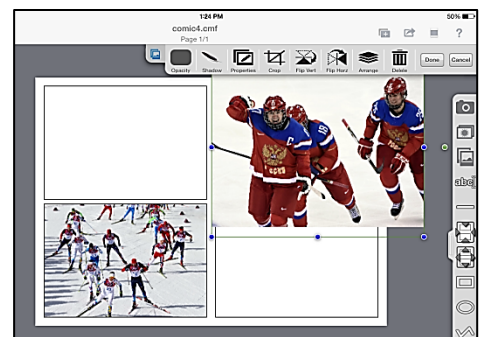 1:24 PM
50%
comic4.cmf
Page 1/1
?
Opacity
Shadow
Properties
Crop
Flip Vert
Flip Horz
Arrange
Delete
Done
Cancel
abc
C